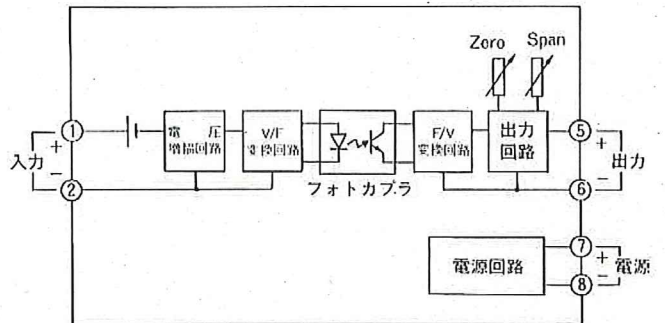 Zero Span
① 電圧 V/F F/V 出力 ⑤
+ 増幅回路 変換回路 変換回路 回路 +
入力 出力
− −
② フォトカプラ ⑥
⑦
電源回路 + 電源
−
⑧